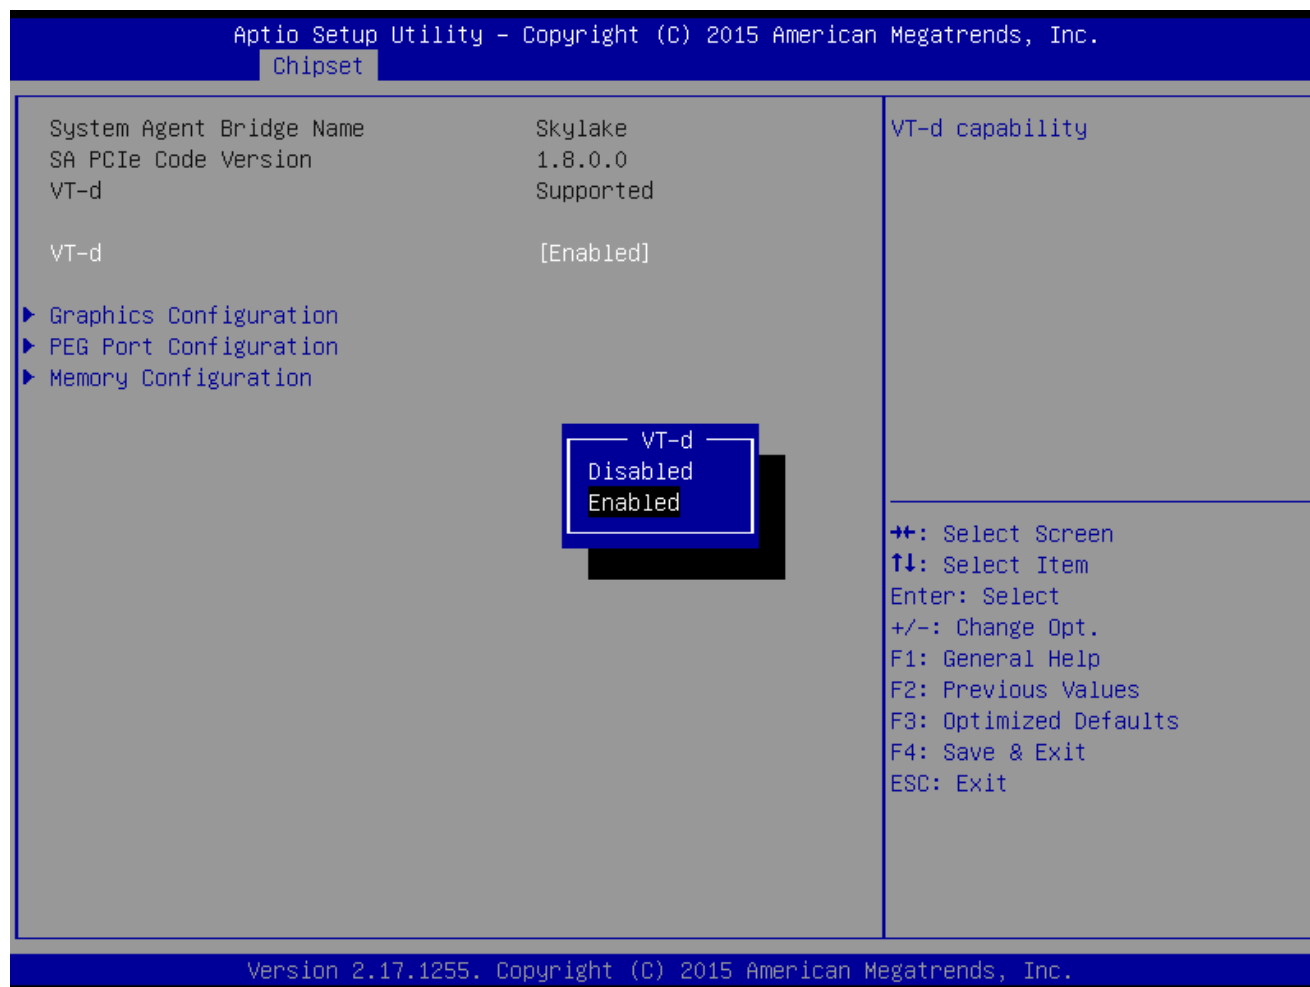 Aptio Setup Utility – Copyright (C) 2015 American Megatrends, Inc.
Chipset
System Agent Bridge Name Skylake
SA PCIe Code Version 1.8.0.0
VT-d Supported
VT-d [Enabled]
► Graphics Configuration
► PEG Port Configuration
► Memory Configuration
VT-d
Disabled
Enabled
VT-d capability
→←: Select Screen
↑↓: Select Item
Enter: Select
+/-: Change Opt.
F1: General Help
F2: Previous Values
F3: Optimized Defaults
F4: Save & Exit
ESC: Exit
Version 2.17.1255. Copyright (C) 2015 American Megatrends, Inc.